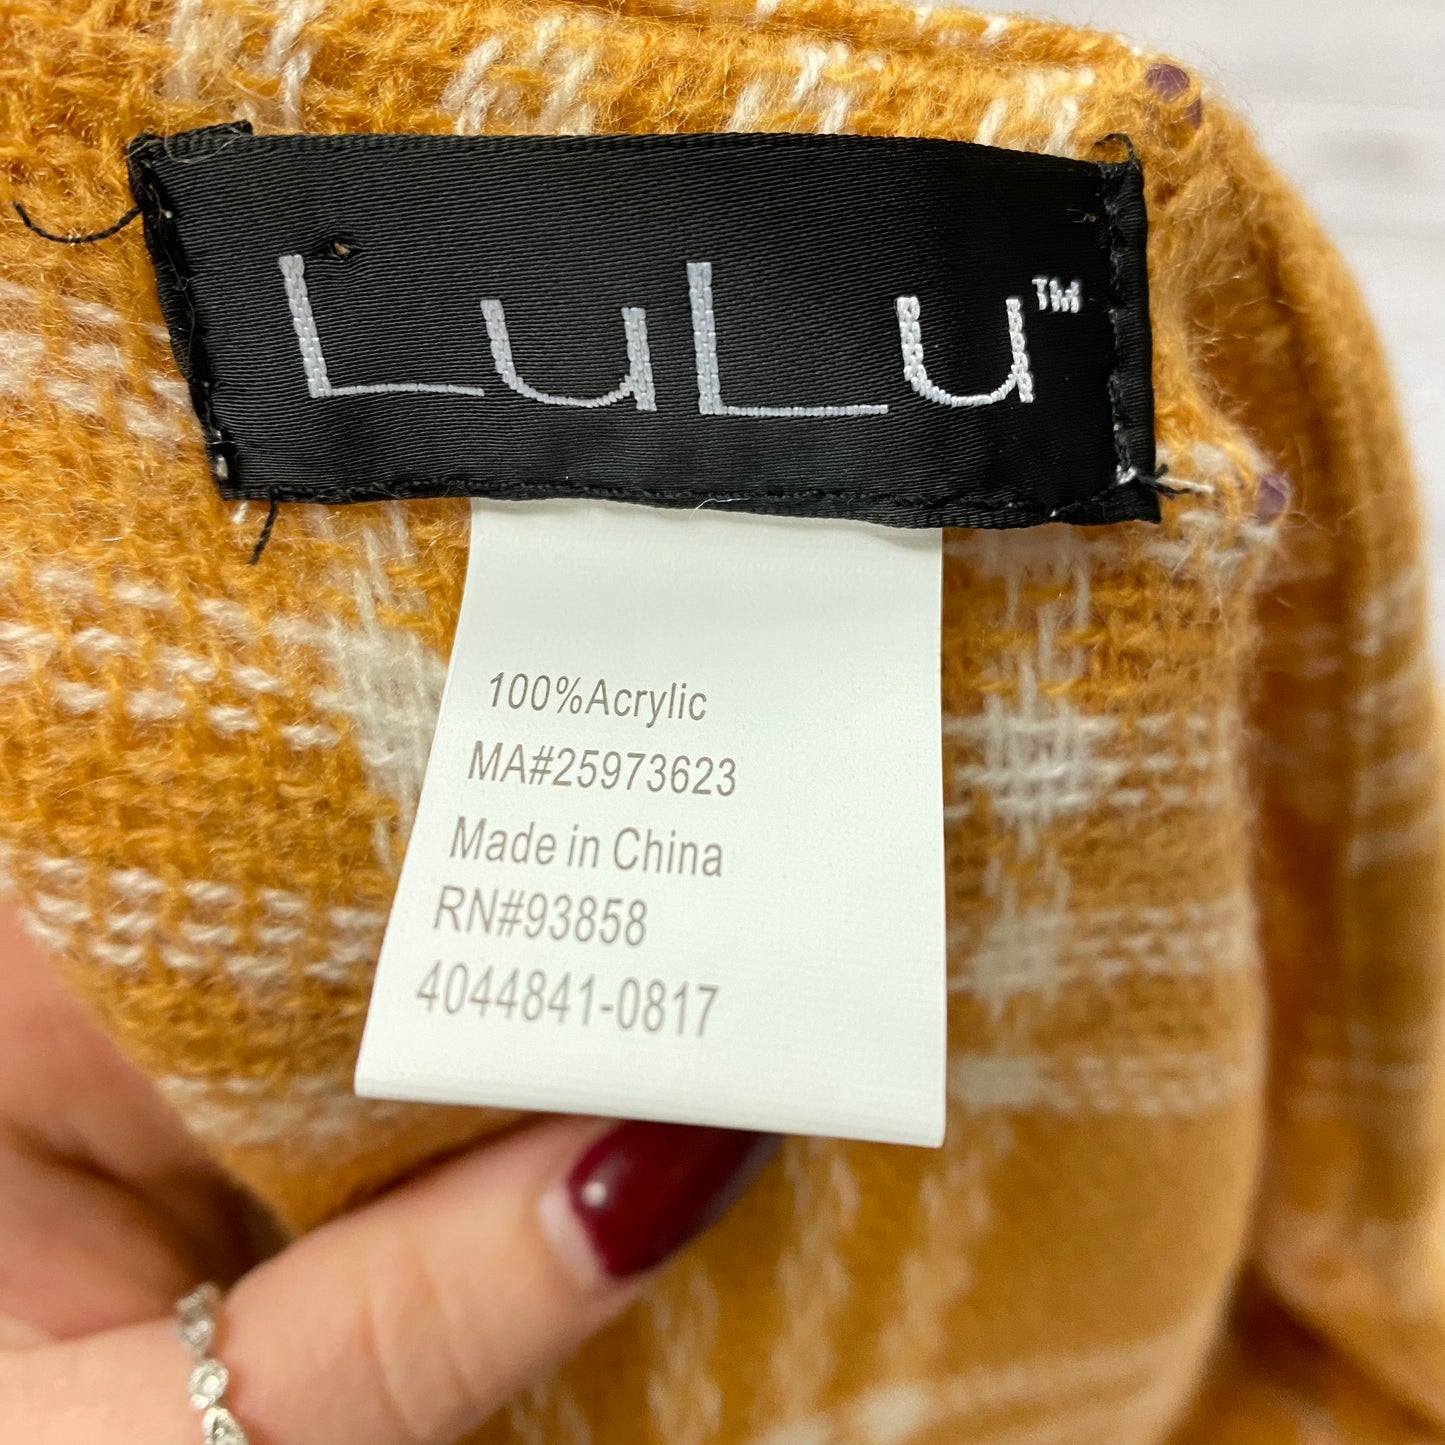 LuLu™
100%Acrylic
MA#25973623
Made in China
RN#93858
4044841-0817